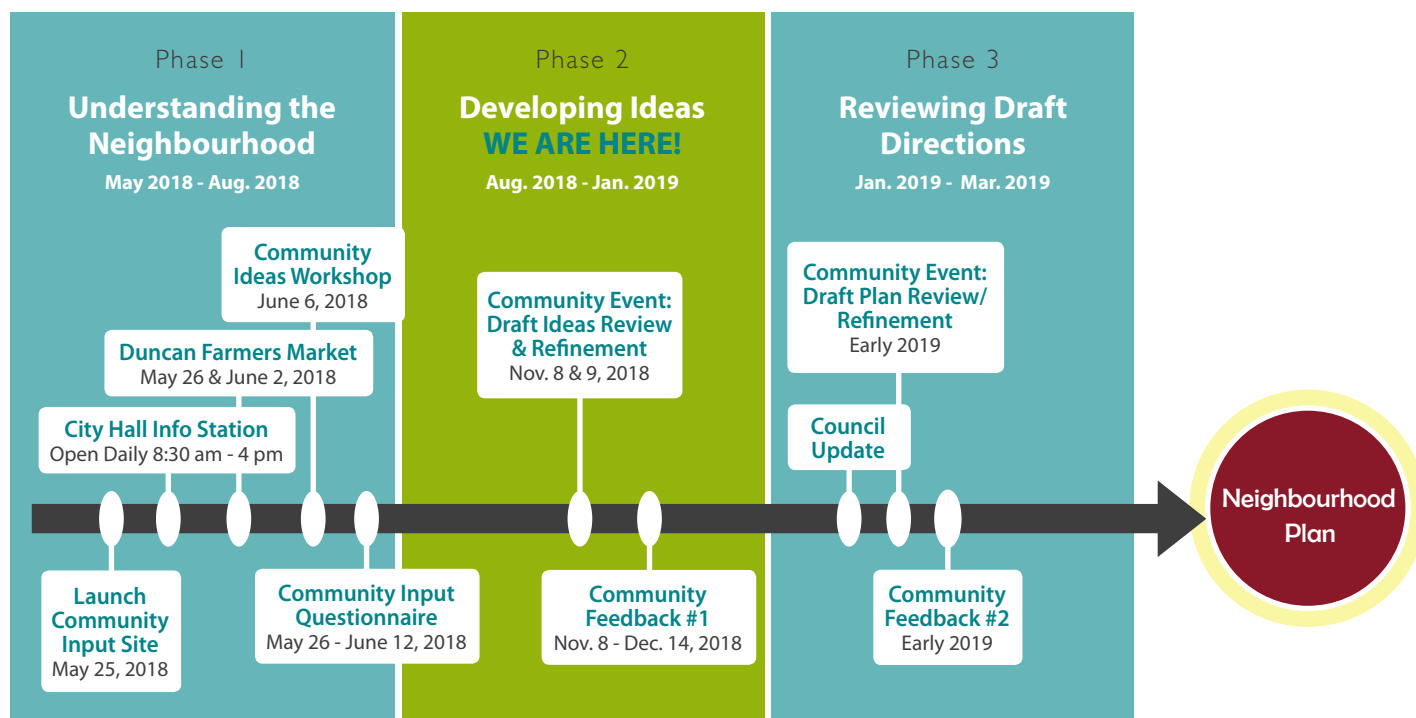 Phase 1
Understanding the
Neighbourhood
May 2018 - Aug. 2018
Community
Ideas Workshop
June 6, 2018
Duncan Farmers Market
May 26 & June 2, 2018
City Hall Info Station
Open Daily 8:30 am - 4 pm
Launch
Community
Input Site
May 25, 2018
Community Input
Questionnaire
May 26 - June 12, 2018
Phase 2
Developing Ideas
WE ARE HERE!
Aug. 2018 - Jan. 2019
Community Event:
Draft Ideas Review
& Refinement
Nov. 8 & 9, 2018
Community
Feedback #1
Nov. 8 - Dec. 14, 2018
Phase 3
Reviewing Draft
Directions
Jan. 2019 - Mar. 2019
Community Event:
Draft Plan Review/
Refinement
Early 2019
Council
Update
Community
Feedback #2
Early 2019
Neighbourhood
Plan